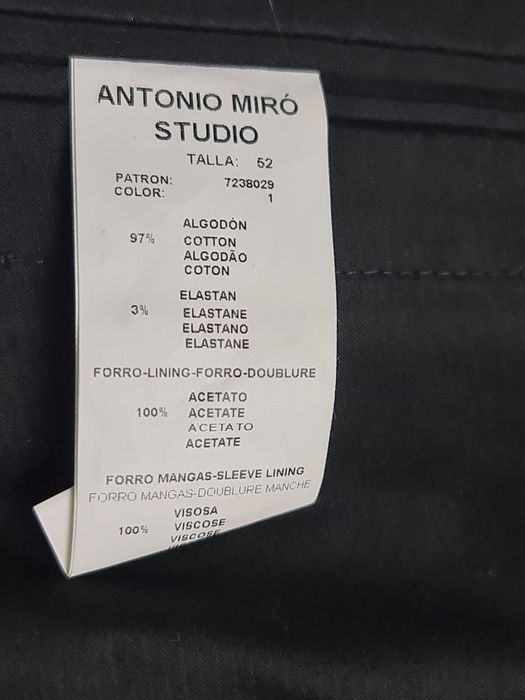 ANTONIO MIRÓ
STUDIO
TALLA: 52
PATRON: 7238029
COLOR: 1
97% ALGODÓN
COTTON
ALGODÃO
COTON
3% ELASTAN
ELASTANE
ELASTANO
ELASTANE
FORRO-LINING-FORRO-DOUBLURE
100% ACETATO
ACETATE
ACETATO
ACETATE
FORRO MANGAS-SLEEVE LINING
FORRO MANGAS-DOUBLURE MANCHE
100% VISOSA
VISCOSE
VISCOSE